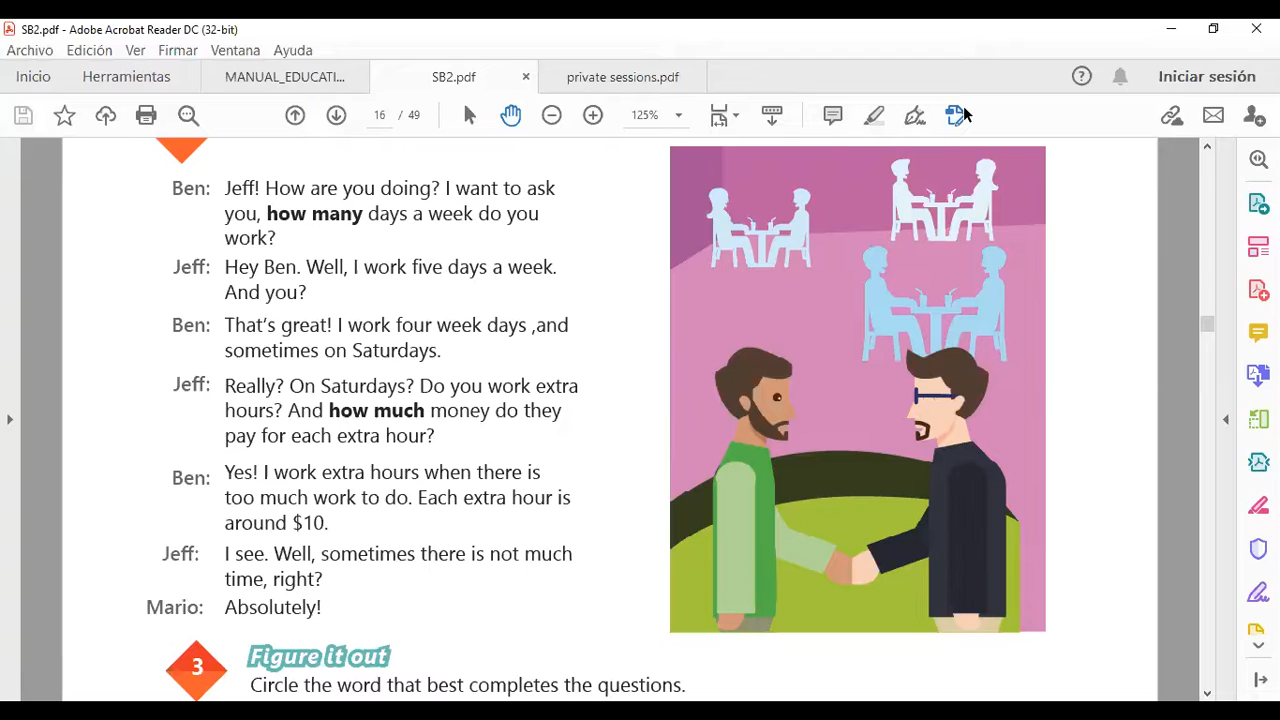 SB2.pdf - Adobe Acrobat Reader DC (32-bit)
Archivo Edición Ver Firmar Ventana Ayuda
Inicio Herramientas MANUAL_EDUCATI... SB2.pdf × private sessions.pdf Iniciar sesión
16 / 49 125%
Ben: Jeff! How are you doing? I want to ask
you, how many days a week do you
work?
Jeff: Hey Ben. Well, I work five days a week.
And you?
Ben: That's great! I work four week days ,and
sometimes on Saturdays.
Jeff: Really? On Saturdays? Do you work extra
hours? And how much money do they
pay for each extra hour?
Ben: Yes! I work extra hours when there is
too much work to do. Each extra hour is
around $10.
Jeff: I see. Well, sometimes there is not much
time, right?
Mario: Absolutely!
3 Figure it out
Circle the word that best completes the questions.